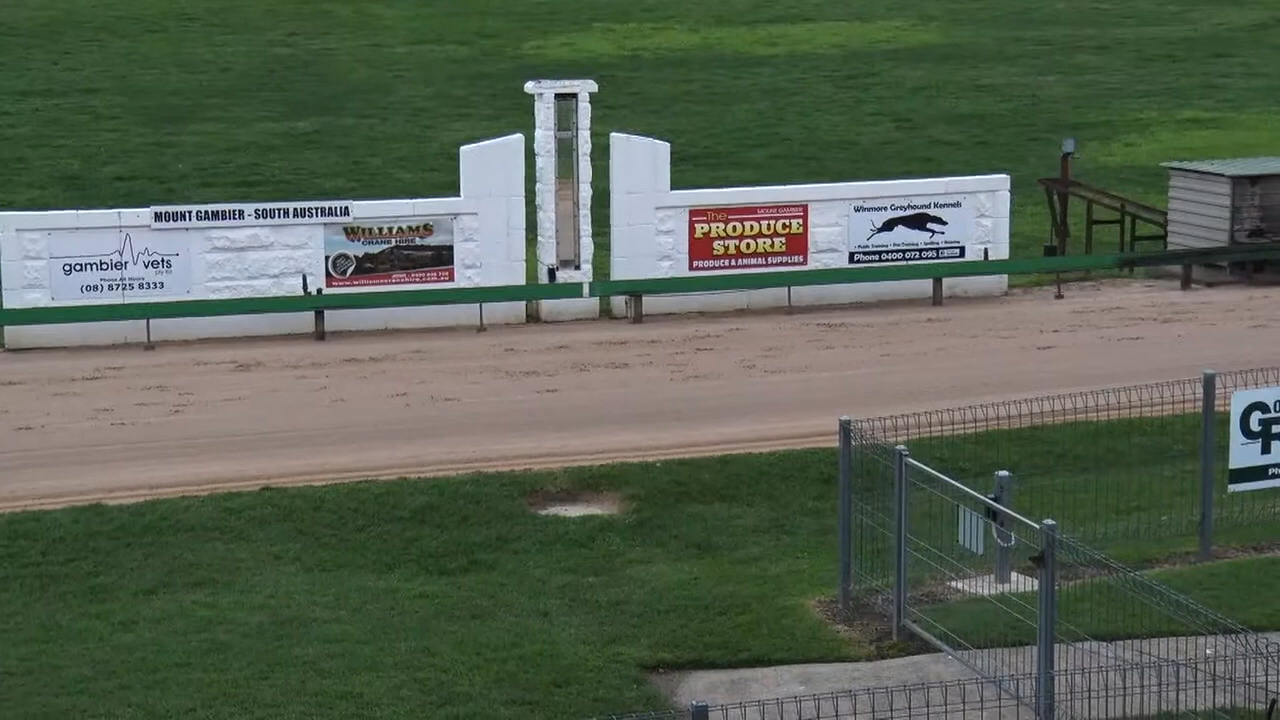 MOUNT GAMBIER - SOUTH AUSTRALIA
gambier vets
(08) 8725 8333
WILLIAMS
CRANE HIRE
The
MOUNT GAMBIER
PRODUCE
STORE
PRODUCE & ANIMAL SUPPLIES
Winmore Greyhound Kennels
Phone 0400 072 095